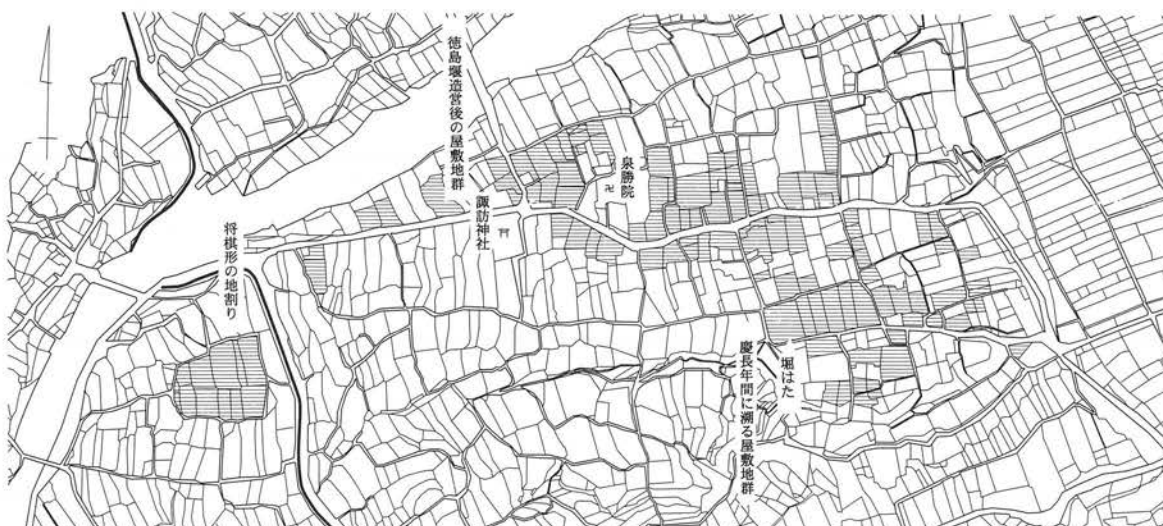 徳島堰造営後の屋敷地群
泉勝院
諏訪神社
将棋形の地割り
堀はた
慶長年間に溯る屋敷地群